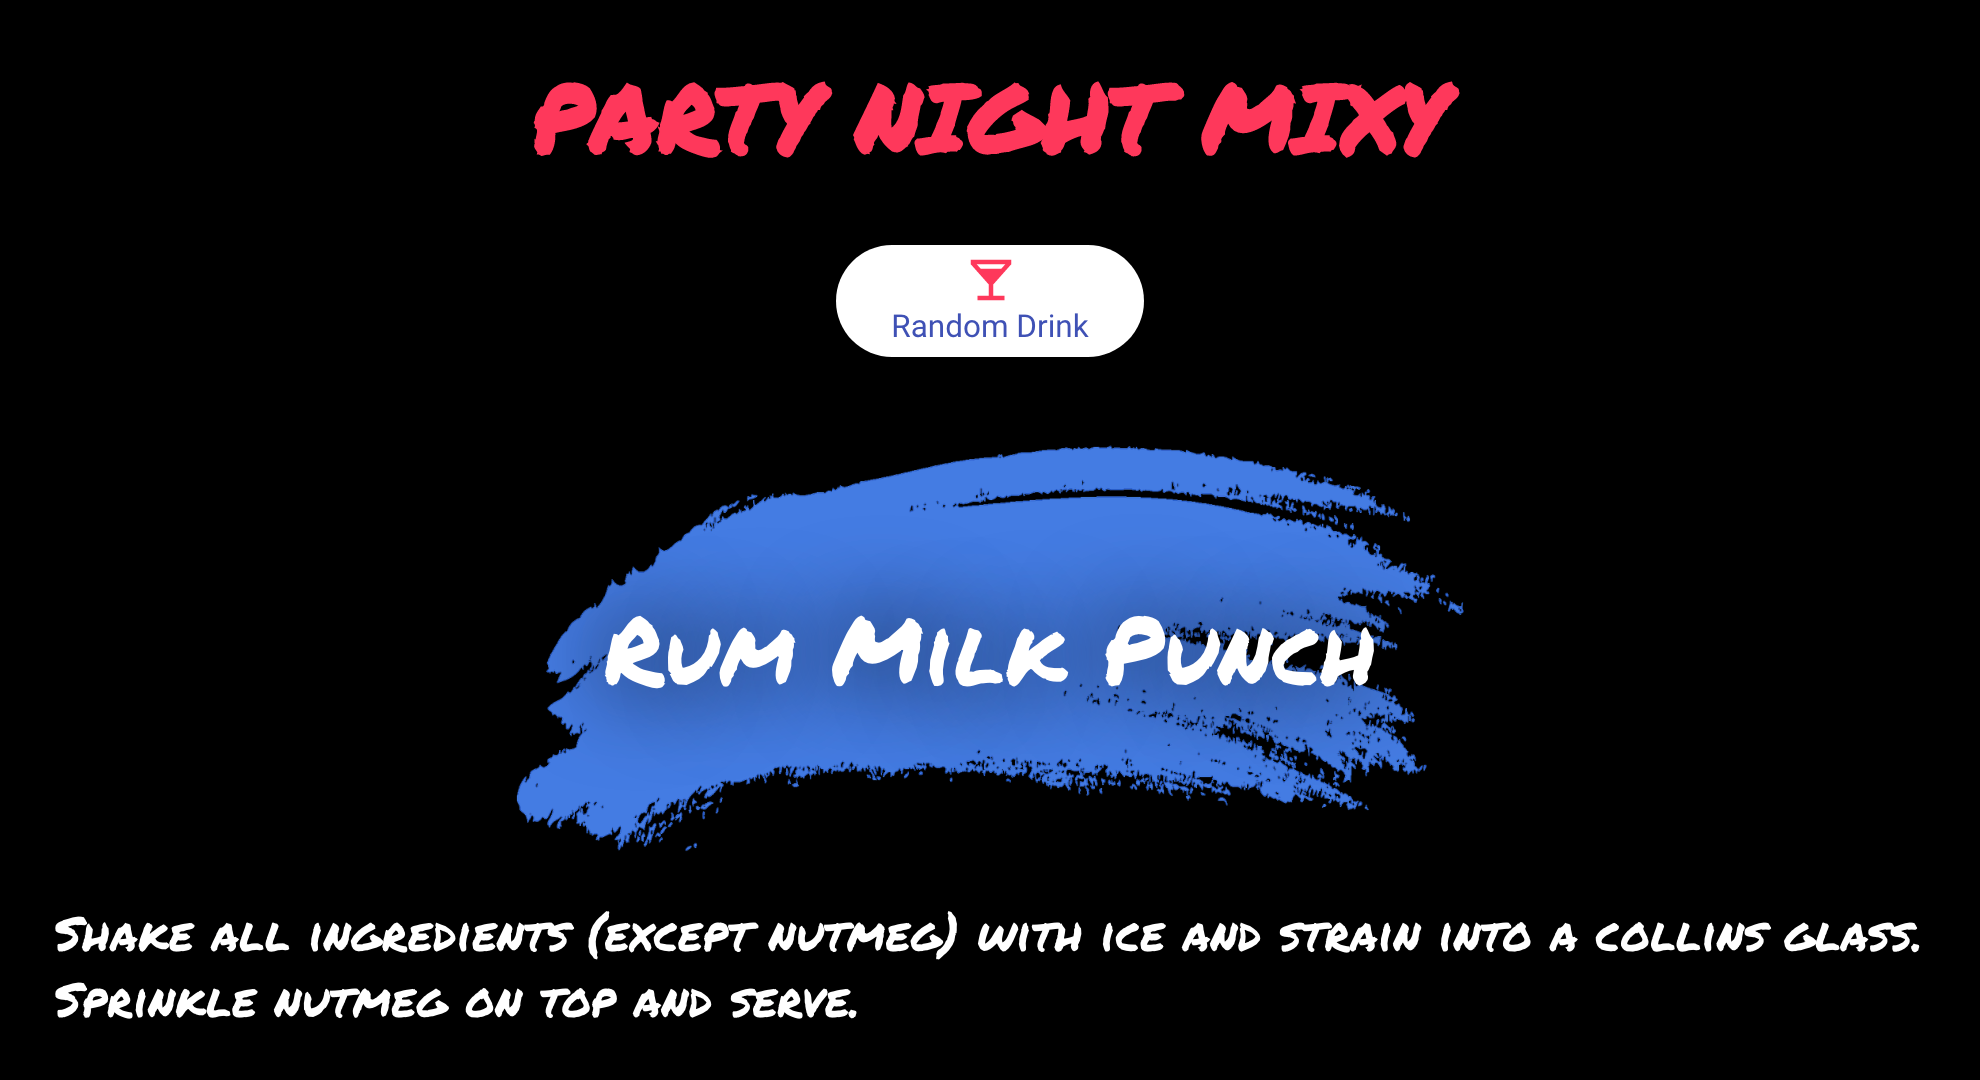 PARTY NIGHT MIXY
Random Drink
Rum Milk Punch
Shake all ingredients (except nutmeg) with ice and strain into a collins glass.
Sprinkle nutmeg on top and serve.